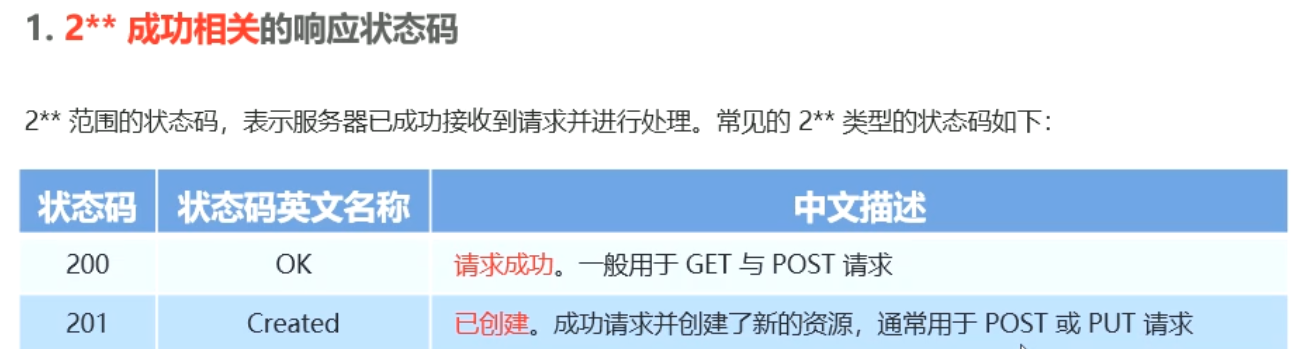 1. 2** 成功相关的响应状态码
2** 范围的状态码，表示服务器已成功接收到请求并进行处理。常见的 2** 类型的状态码如下：
状态码 状态码英文名称 中文描述
200 OK 请求成功。一般用于 GET 与 POST 请求
201 Created 已创建。成功请求并创建了新的资源，通常用于 POST 或 PUT 请求